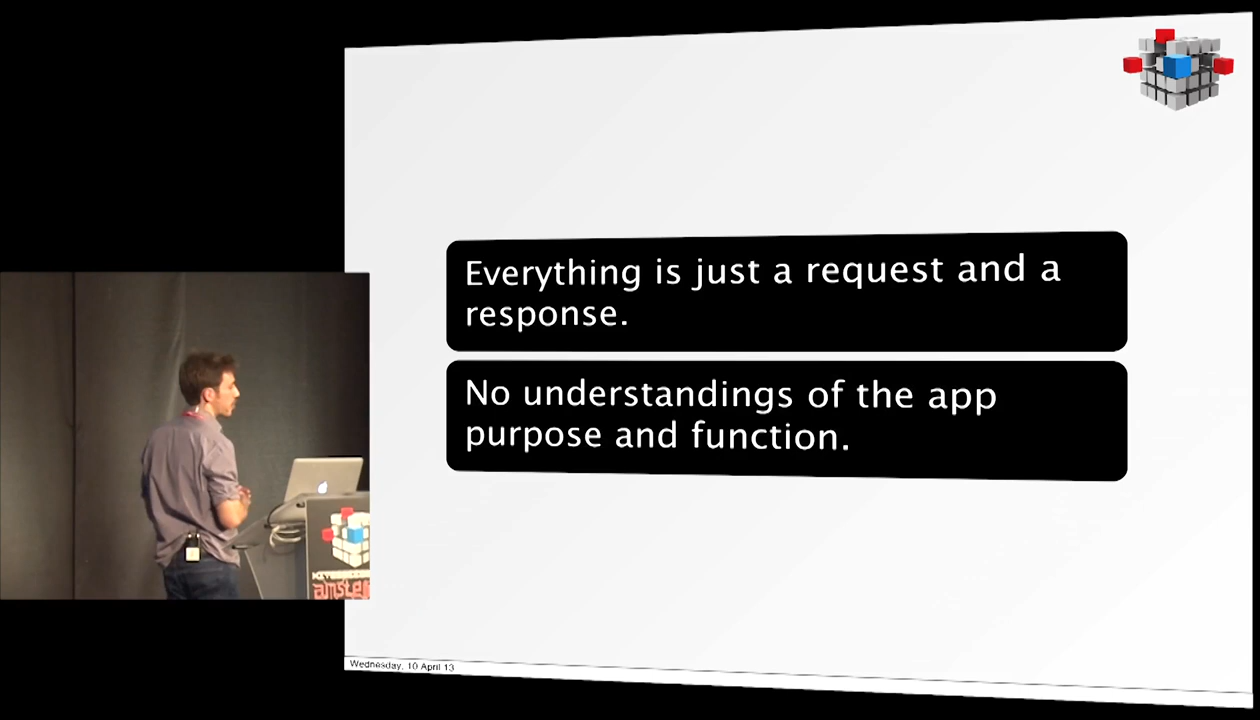 Everything is just a request and a
response.
No understandings of the app
purpose and function.
Wednesday, 10 April 13